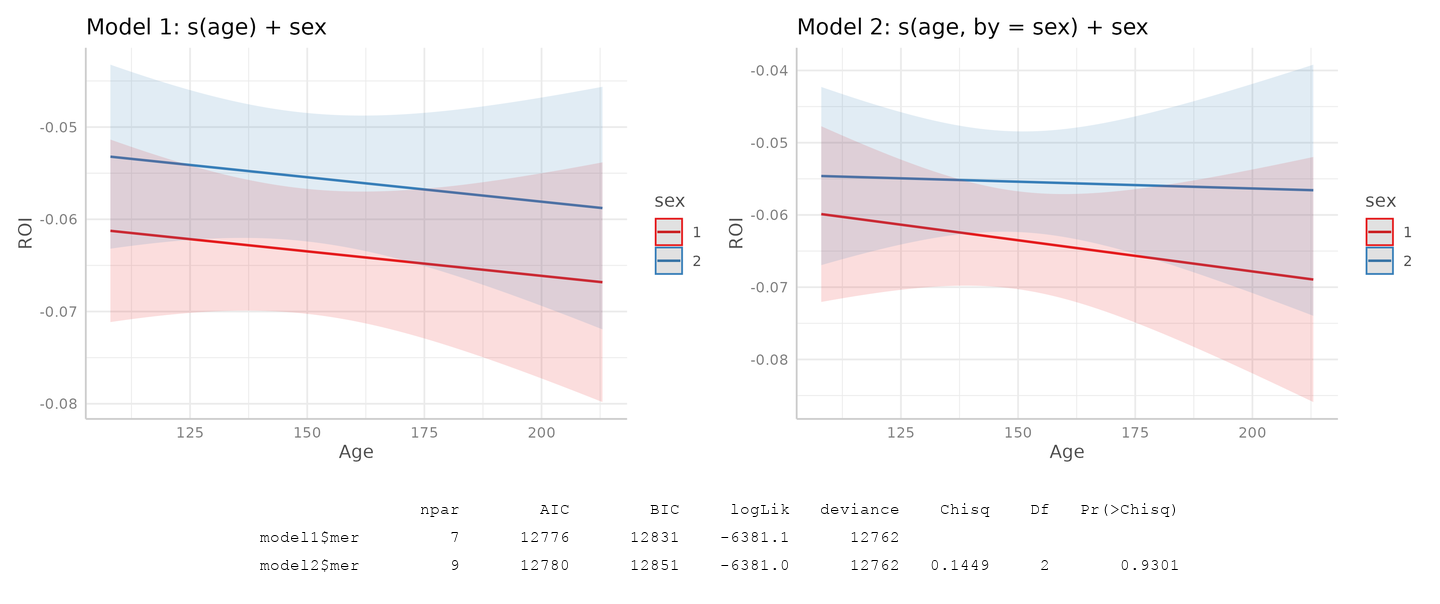 Model 1: s(age) + sex
-0.05
-0.06
-0.07
-0.08
ROI
125 150 175 200
Age
sex
1
2
Model 2: s(age, by = sex) + sex
-0.04
-0.05
-0.06
-0.07
-0.08
ROI
125 150 175 200
Age
sex
1
2
npar AIC BIC logLik deviance Chisq Df Pr(>Chisq)
model1$mer 7 12776 12831 -6381.1 12762
model2$mer 9 12780 12851 -6381.0 12762 0.1449 2 0.9301